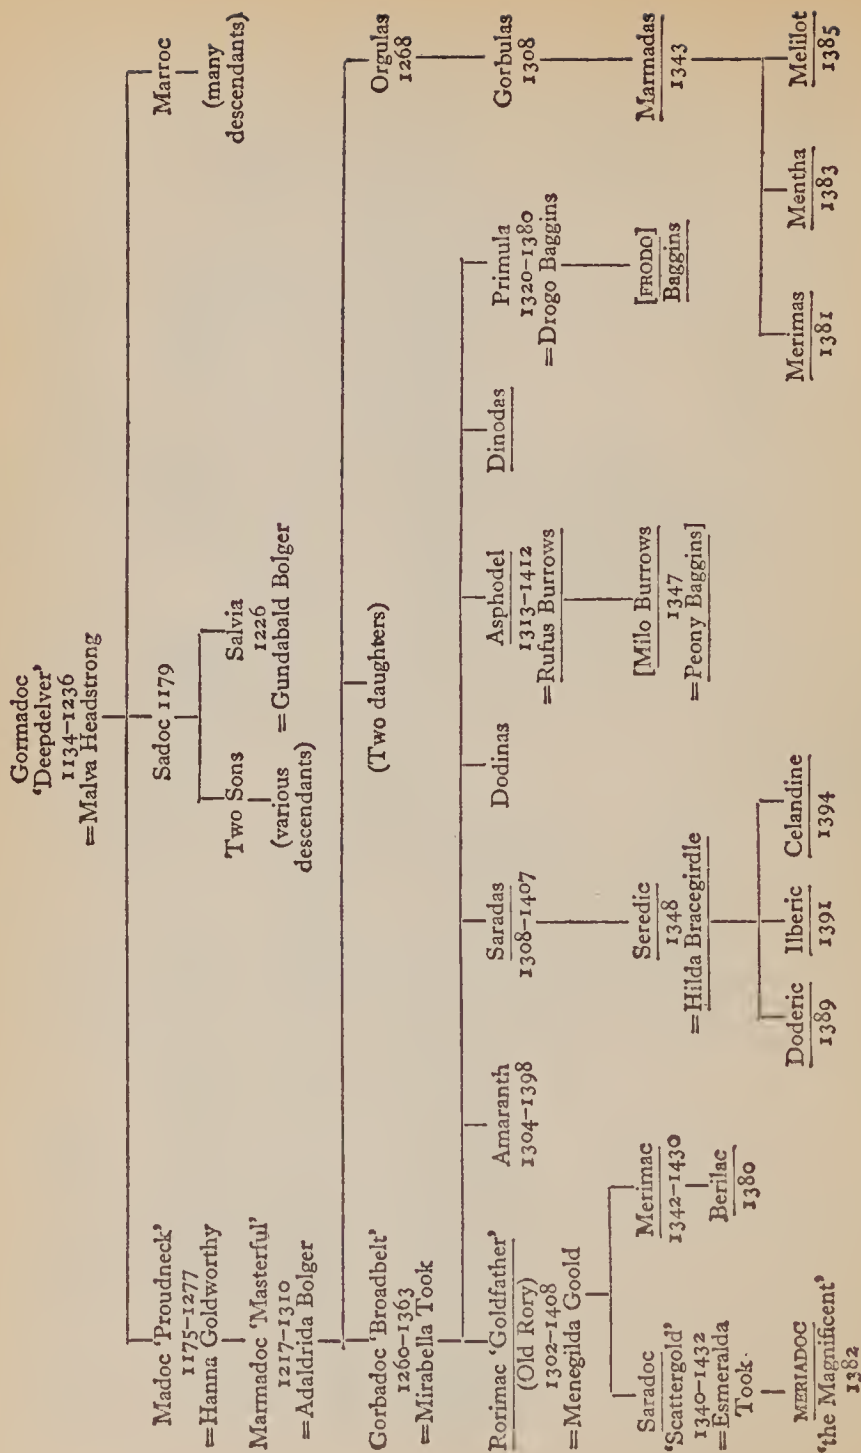 Gormadoc
‘Deepdelver’
1134–1236
=Malva Headstrong
Madoc ‘Proudneck’
1175–1277
=Hanna Goldworthy
Sadoc 1179
Marroc
(many
descendants)
Marmadoc ‘Masterful’
1217–1310
=Adaldrida Bolger
Two Sons
(various
descendants)
Salvia
1226
=Gundabald Bolger
Gorbadoc ‘Broadbelt’
1260–1363
=Mirabella Took
(Two daughters)
Orgulas
1268
Gorbulas
1308
Rorimac ‘Goldfather’
(Old Rory)
1302–1408
=Menegilda Goold
Amaranth
1304–1398
Saradas
1308–1407
Dodinas
Asphodel
1313–1412
=Rufus Burrows
Dinodas
Primula
1320–1380
=Drogo Baggins
Marmadas
1343
Saradoc
‘Scattergold’
1340–1432
=Esmeralda
Took
Merimac
1342–1430
Berilac
1380
Seredic
1348
=Hilda Bracegirdle
[Milo Burrows
1347
=Peony Baggins]
[FRODO]
Baggins
MERIADOC
‘the Magnificent’
1382
Doderic
1389
Ilberic
1391
Celandine
1394
Merimas
1381
Mentha
1383
Melilot
1385